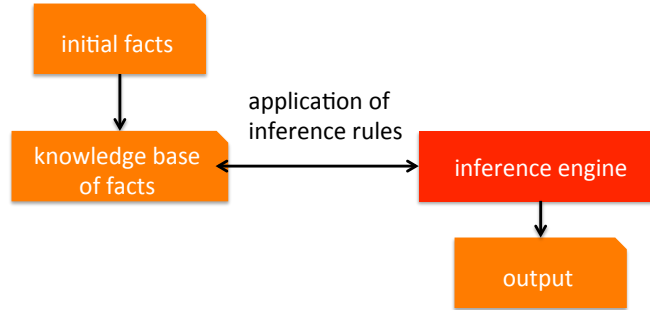 initial facts
application of
inference rules
knowledge base
of facts
inference engine
output